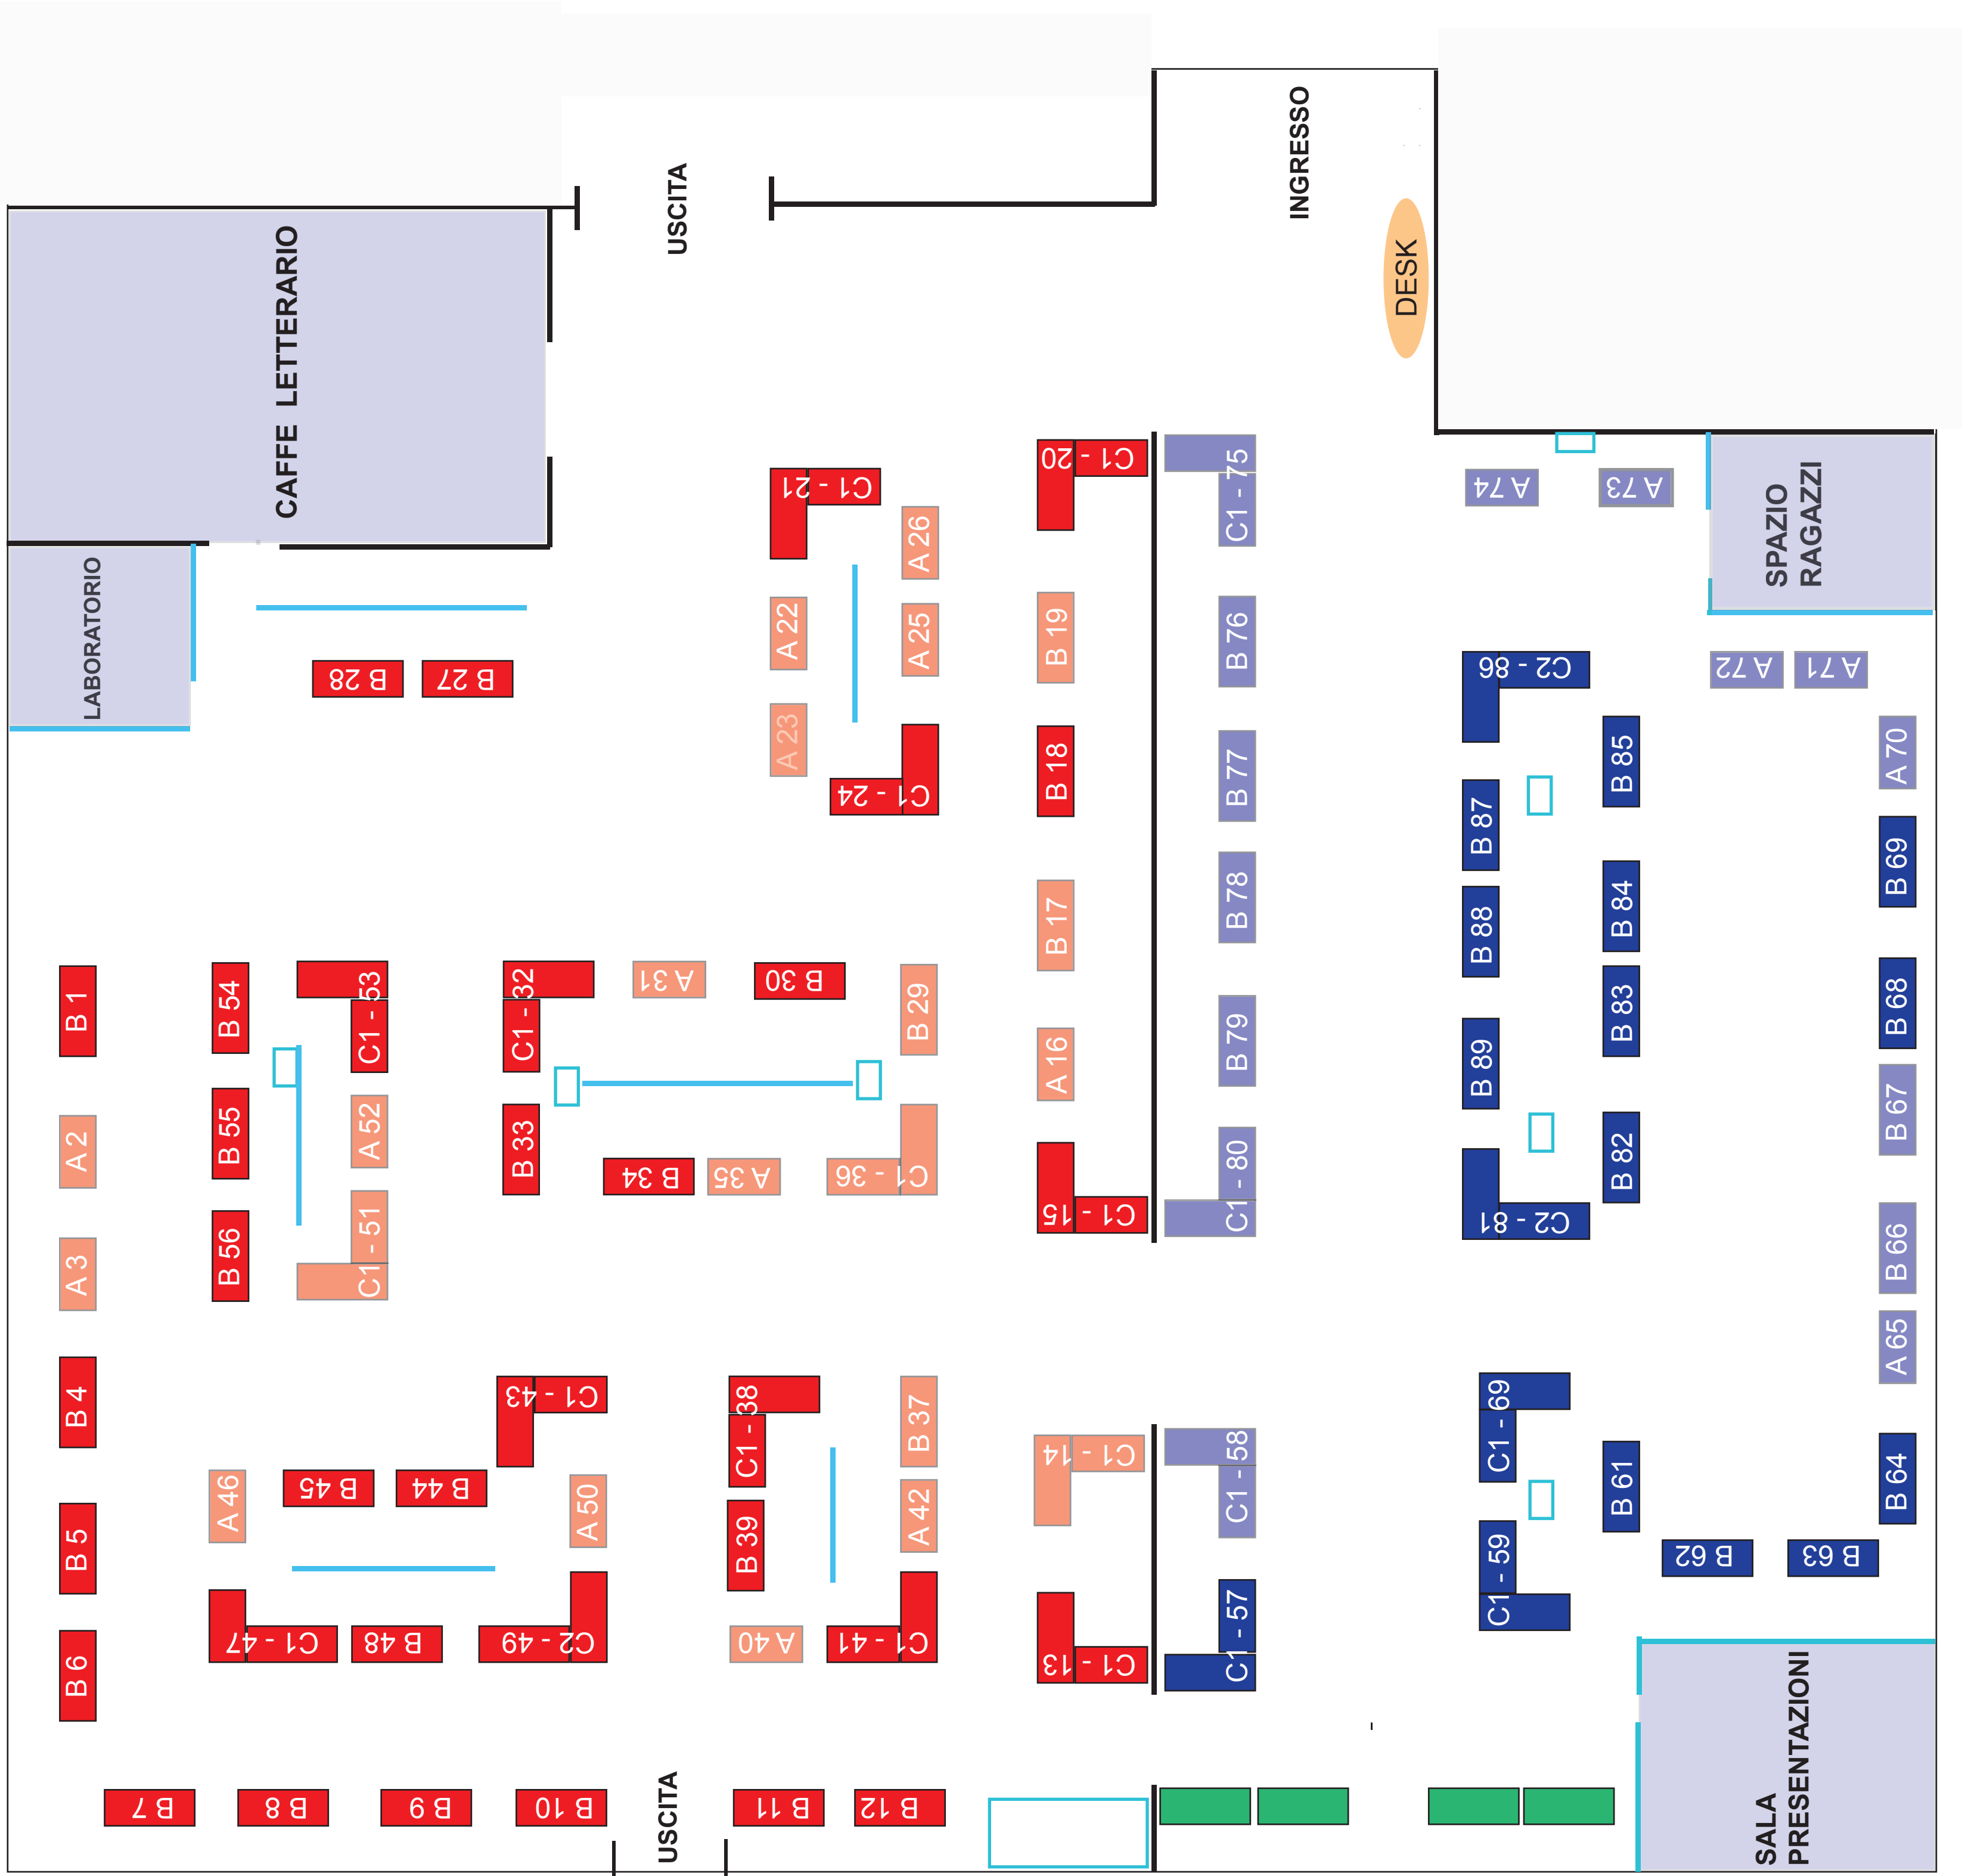 INGRESSO
USCITA
DESK
CAFFE LETTERARIO
LABORATORIO
SPAZIO
RAGAZZI
C1 - 20
C1 - 21
C1 - 75
A 74
A 73
A 26
A 22
A 25
B 19
B 76
B 28
B 27
C2 - 86
A 72
A 71
A 23
C1 - 24
B 18
B 77
B 85
A 70
B 87
B 69
B 17
B 78
B 88
B 84
B 1
B 54
C1 - 53
C1 - 32
A 31
B 30
B 29
B 83
B 68
A 16
B 79
B 89
A 2
B 55
A 52
B 33
B 34
A 35
C1 - 36
C1 - 15
C1 - 80
C2 - 81
B 82
B 67
A 3
B 56
C1 - 51
B 66
A 65
B 4
C1 - 43
C1 - 38
B 37
C1 - 14
C1 - 58
C1 - 69
B 61
B 64
A 46
B 45
B 44
A 50
B 39
A 42
B 5
C1 - 59
B 62
B 63
B 6
C1 - 47
B 48
C2 - 49
A 40
C1 - 41
C1 - 13
C1 - 57
B 7
B 8
B 9
B 10
USCITA
B 11
B 12
SALA
PRESENTAZIONI